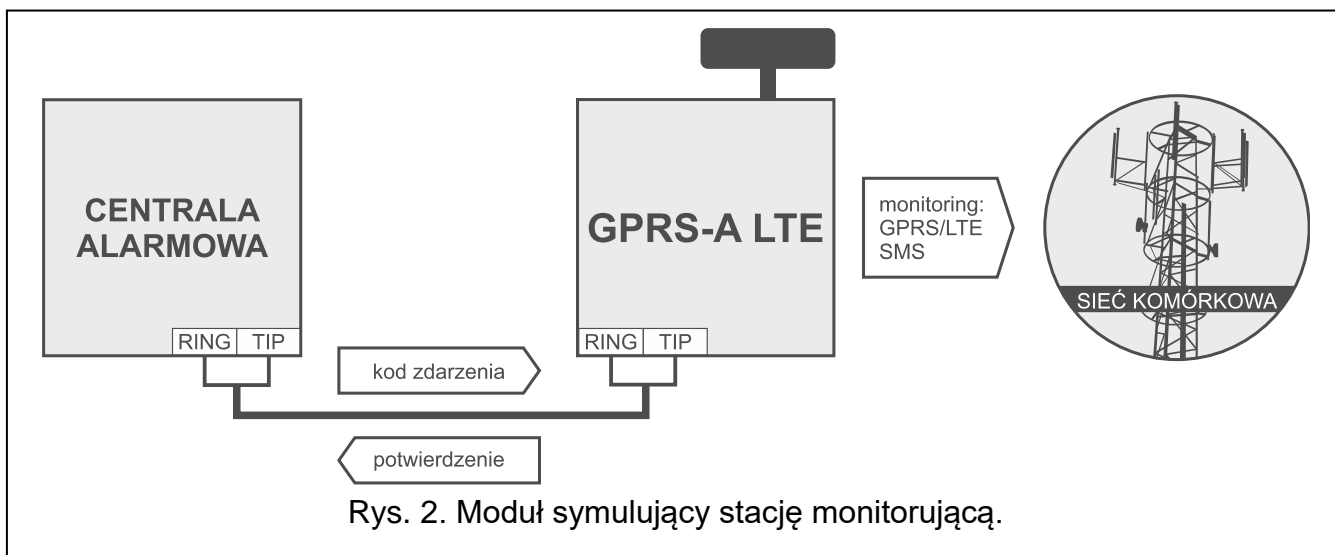 CENTRALA
ALARMOWA
RING TIP
GPRS-A LTE
RING TIP
monitoring:
GPRS/LTE
SMS
SIEĆ KOMÓRKOWA
kod zdarzenia
potwierdzenie
Rys. 2. Moduł symulujący stację monitorującą.